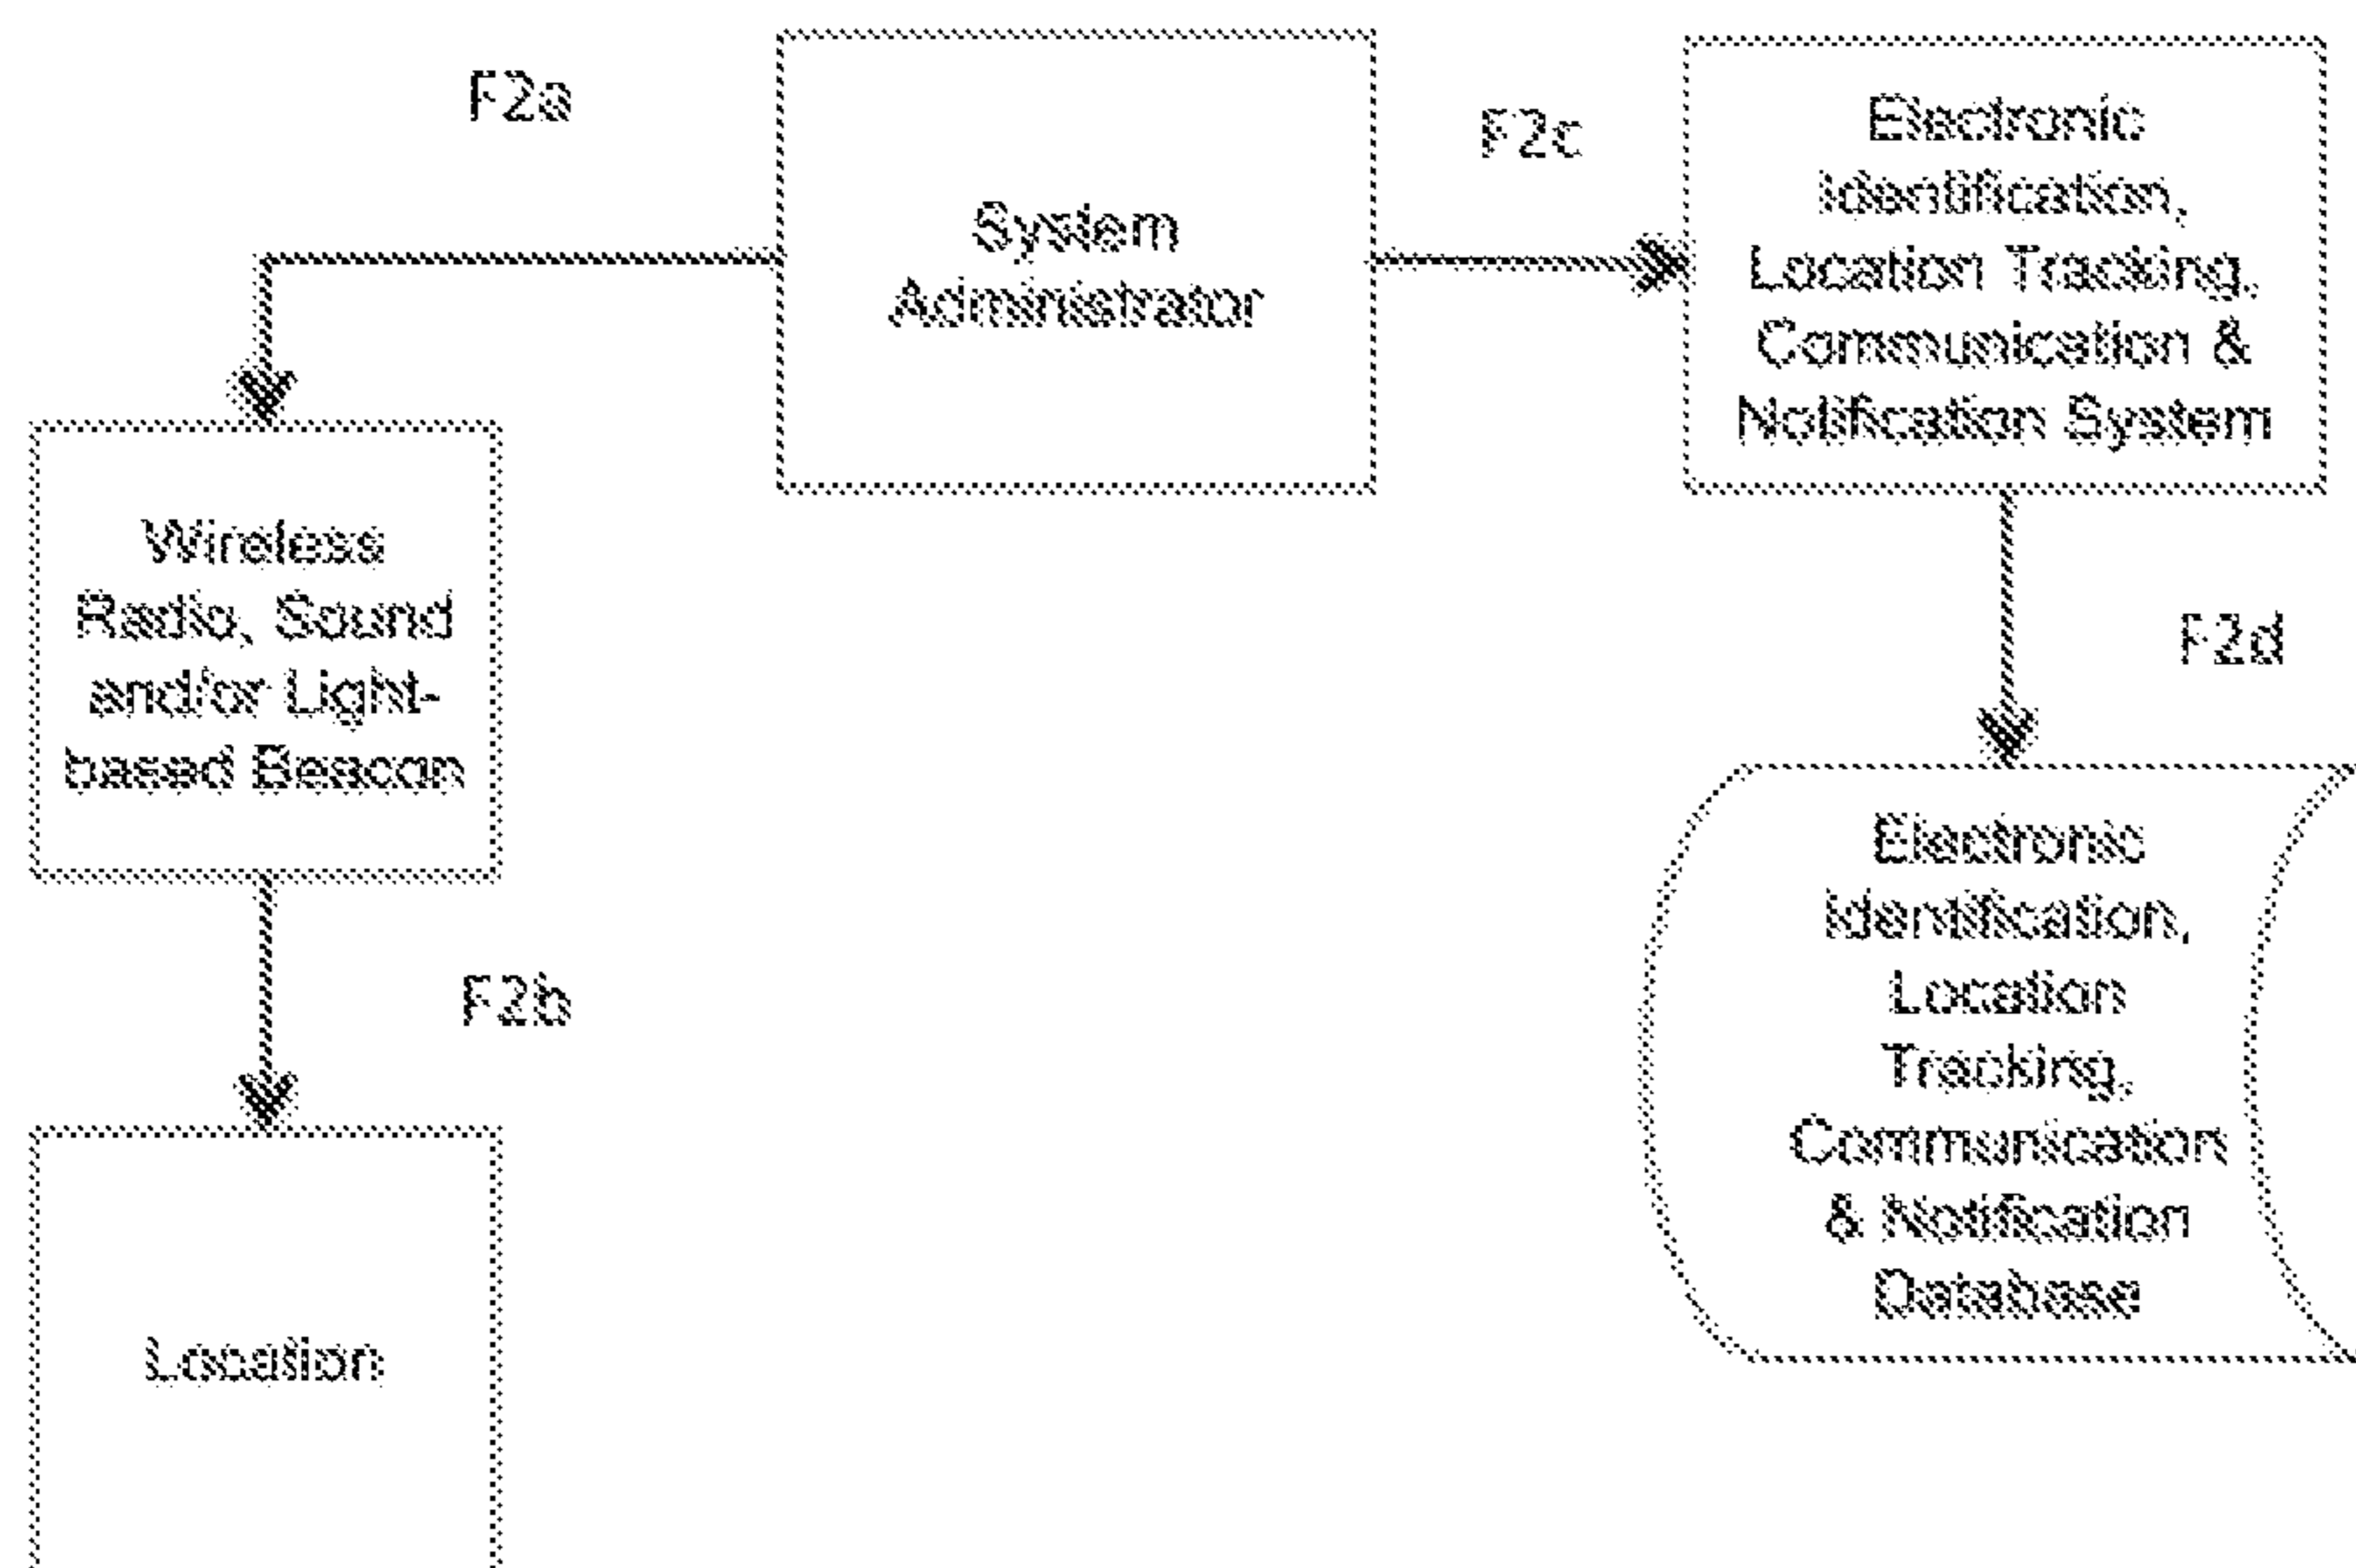 F2a
System
Administrator
F2c
Electronic
Identification,
Location Tracking,
Communication &
Notification System
Wireless
Radio, Sound
and/or Light-
based Beacon
F2d
F2b
Electronic
Identification,
Location
Tracking,
Communication
& Notification
Database
Location